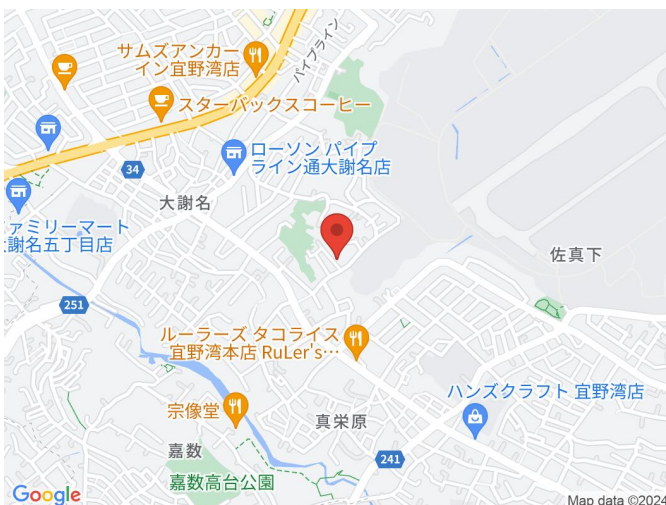 サムズアンカー
イン宜野湾店
パイプライン
スターバックスコーヒー
ローソン パイプ
ライン通大謝名店
34
大謝名
ァミリーマート
謝名五丁目店
佐真下
251
ルーラーズ タコライス
宜野湾本店 RuLer's…
ハンズクラフト 宜野湾店
宗像堂
真栄原
嘉数
241
嘉数高台公園
Google
Map data ©2024